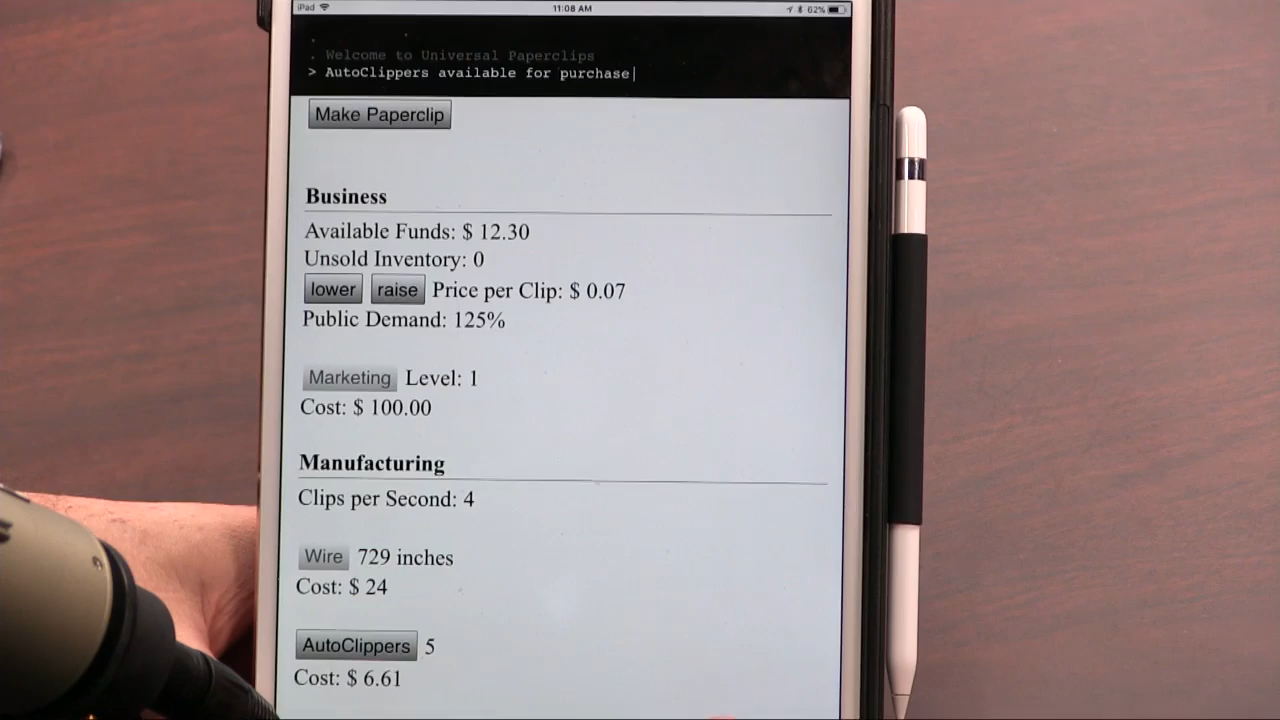 iPad 11:08 AM 62%
. Welcome to Universal Paperclips
> AutoClippers available for purchase|
Make Paperclip
Business
Available Funds: $ 12.30
Unsold Inventory: 0
lower raise Price per Clip: $ 0.07
Public Demand: 125%
Marketing Level: 1
Cost: $ 100.00
Manufacturing
Clips per Second: 4
Wire 729 inches
Cost: $ 24
AutoClippers 5
Cost: $ 6.61